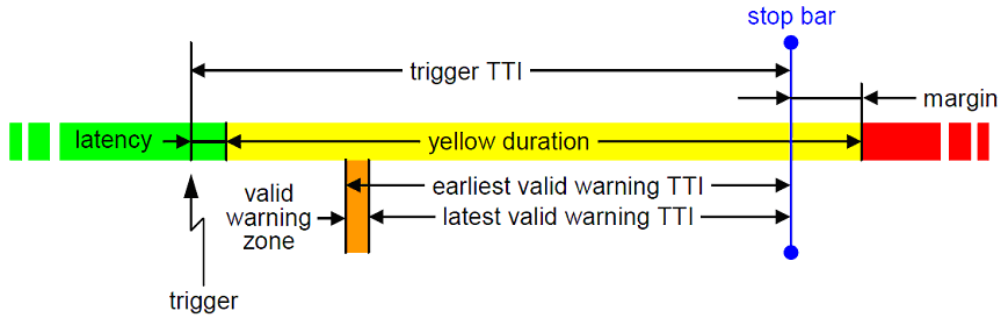 stop bar
trigger TTI
margin
latency
yellow duration
earliest valid warning TTI
valid
warning
zone
latest valid warning TTI
trigger